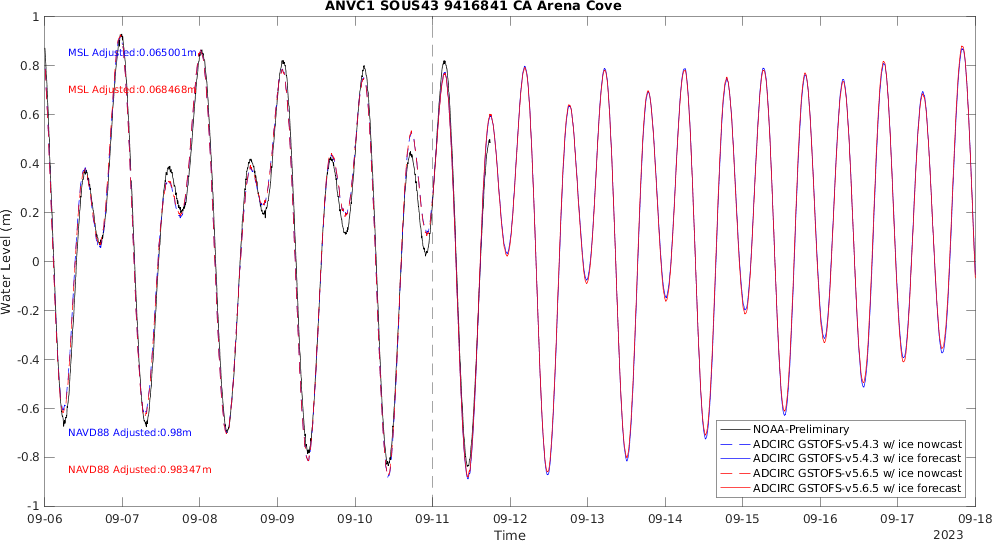 ANVC1 SOUS43 9416841 CA Arena Cove
MSL Adjusted:0.065001m
MSL Adjusted:0.068468m
NAVD88 Adjusted:0.98m
NAVD88 Adjusted:0.98347m
Water Level (m)
0.8
0.6
0.4
0.2
0
-0.2
-0.4
-0.6
-0.8
-1
NOAA-Preliminary
ADCIRC GSTOFS-v5.4.3 w/ ice nowcast
ADCIRC GSTOFS-v5.4.3 w/ ice forecast
ADCIRC GSTOFS-v5.6.5 w/ ice nowcast
ADCIRC GSTOFS-v5.6.5 w/ ice forecast
09-06 09-07 09-08 09-09 09-10 09-11 09-12 09-13 09-14 09-15 09-16 09-17 09-18
Time
2023